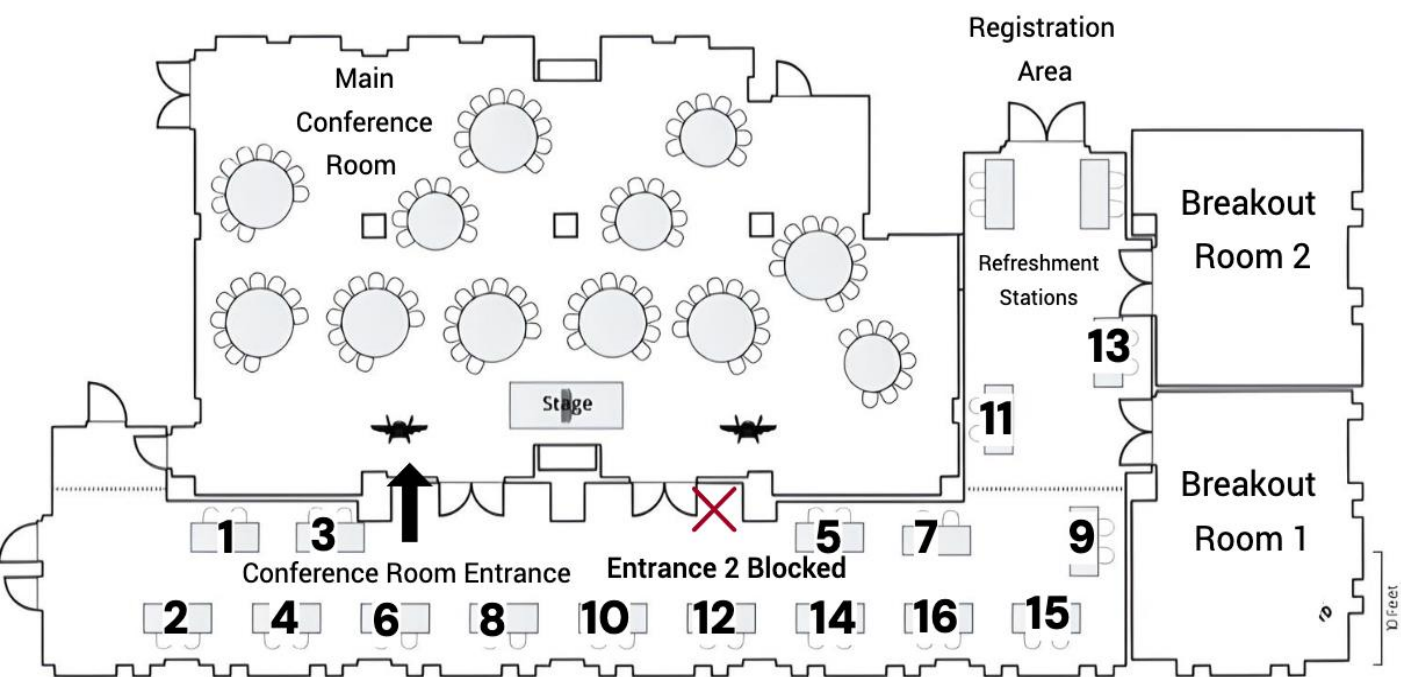 Registration
Area
Main
Conference
Room
Breakout
Room 2
Refreshment
Stations
13
Stage
11
Breakout
Room 1
1
3
5
7
9
Conference Room Entrance
Entrance 2 Blocked
2
4
6
8
10
12
14
16
15
10 Feet